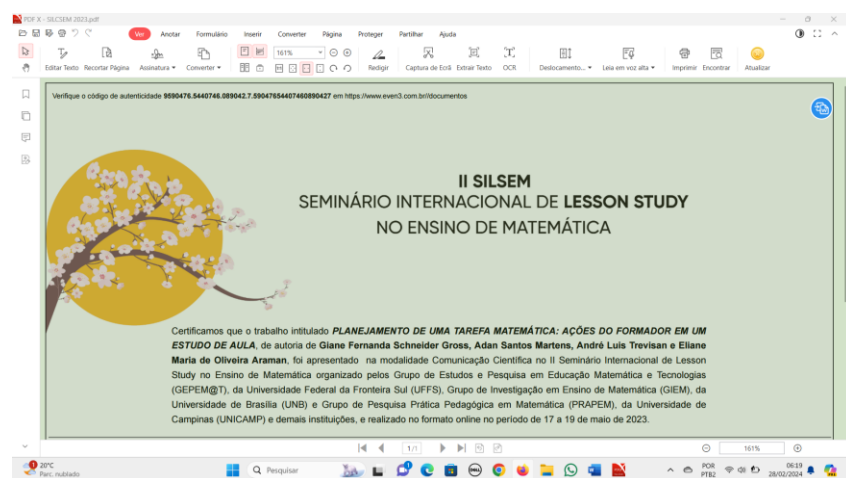 PDF X - SILCSEM 2023.pdf
Ver Anotar Formulário Inserir Converter Página Proteger Partilhar Ajuda
161%
Editar Texto Recortar Página Assinatura Converter Redigir Captura de Ecrã Extrair Texto OCR Deslocamento... Leia em voz alta Imprimir Encontrar Atualizar
Verifique o código de autenticidade 9590476.5440746.089042.7.59047654407460890427 em https://www.even3.com.br//documentos
II SILSEM
SEMINÁRIO INTERNACIONAL DE LESSON STUDY
NO ENSINO DE MATEMÁTICA
Certificamos que o trabalho intitulado PLANEJAMENTO DE UMA TAREFA MATEMÁTICA: AÇÕES DO FORMADOR EM UM
ESTUDO DE AULA, de autoria de Giane Fernanda Schneider Gross, Adan Santos Martens, André Luis Trevisan e Eliane
Maria de Oliveira Araman, foi apresentado na modalidade Comunicação Científica no II Seminário Internacional de Lesson
Study no Ensino de Matemática organizado pelos Grupo de Estudos e Pesquisa em Educação Matemática e Tecnologias
(GEPEM@T), da Universidade Federal da Fronteira Sul (UFFS), Grupo de Investigação em Ensino de Matemática (GIEM), da
Universidade de Brasília (UNB) e Grupo de Pesquisa Prática Pedagógica em Matemática (PRAPEM), da Universidade de
Campinas (UNICAMP) e demais instituições, e realizado no formato online no periodo de 17 a 19 de maio de 2023.
1/1 161%
20°C
Parc. nublado
Pesquisar
POR
PTB2
06:19
28/02/2024